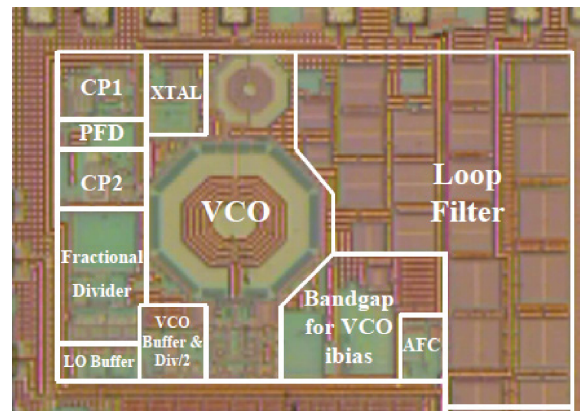 CP1
XTAL
PFD
CP2
VCO
Loop
Filter
Fractional
Divider
VCO
Buffer &
Div/2
LO Buffer
Bandgap
for VCO
ibias
AFC